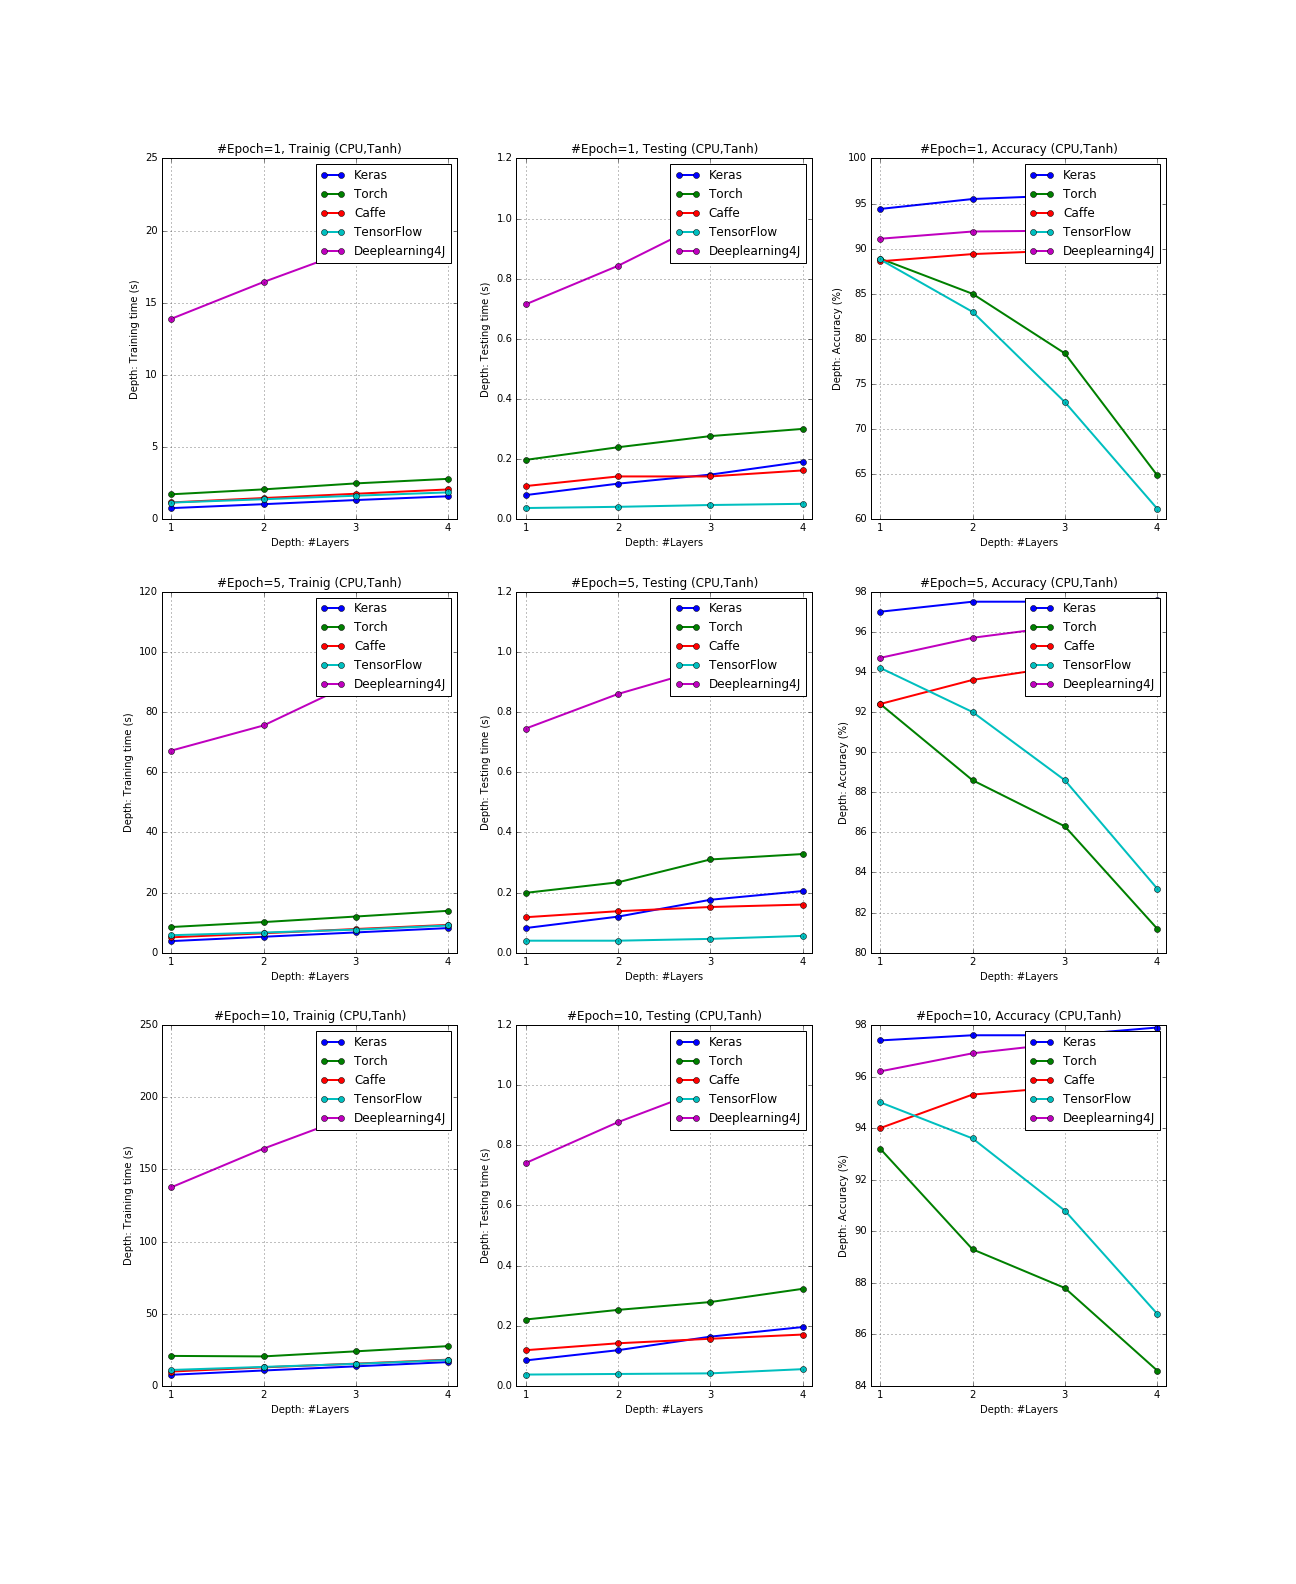 #Epoch=1, Trainig (CPU,Tanh)
25
20
15
10
5
0
1 2 3 4
Depth: Training time (s)
Depth: #Layers
Keras
Torch
Caffe
TensorFlow
Deeplearning4J
#Epoch=1, Testing (CPU,Tanh)
1.2
1.0
0.8
0.6
0.4
0.2
0.0
1 2 3 4
Depth: Testing time (s)
Depth: #Layers
Keras
Torch
Caffe
TensorFlow
Deeplearning4J
#Epoch=1, Accuracy (CPU,Tanh)
100
95
90
85
80
75
70
65
60
1 2 3 4
Depth: Accuracy (%)
Depth: #Layers
Keras
Torch
Caffe
TensorFlow
Deeplearning4J
#Epoch=5, Trainig (CPU,Tanh)
120
100
80
60
40
20
0
1 2 3 4
Depth: Training time (s)
Depth: #Layers
Keras
Torch
Caffe
TensorFlow
Deeplearning4J
#Epoch=5, Testing (CPU,Tanh)
1.2
1.0
0.8
0.6
0.4
0.2
0.0
1 2 3 4
Depth: Testing time (s)
Depth: #Layers
Keras
Torch
Caffe
TensorFlow
Deeplearning4J
#Epoch=5, Accuracy (CPU,Tanh)
98
96
94
92
90
88
86
84
82
80
1 2 3 4
Depth: Accuracy (%)
Depth: #Layers
Keras
Torch
Caffe
TensorFlow
Deeplearning4J
#Epoch=10, Trainig (CPU,Tanh)
250
200
150
100
50
0
1 2 3 4
Depth: Training time (s)
Depth: #Layers
Keras
Torch
Caffe
TensorFlow
Deeplearning4J
#Epoch=10, Testing (CPU,Tanh)
1.2
1.0
0.8
0.6
0.4
0.2
0.0
1 2 3 4
Depth: Testing time (s)
Depth: #Layers
Keras
Torch
Caffe
TensorFlow
Deeplearning4J
#Epoch=10, Accuracy (CPU,Tanh)
98
96
94
92
90
88
86
84
1 2 3 4
Depth: Accuracy (%)
Depth: #Layers
Keras
Torch
Caffe
TensorFlow
Deeplearning4J